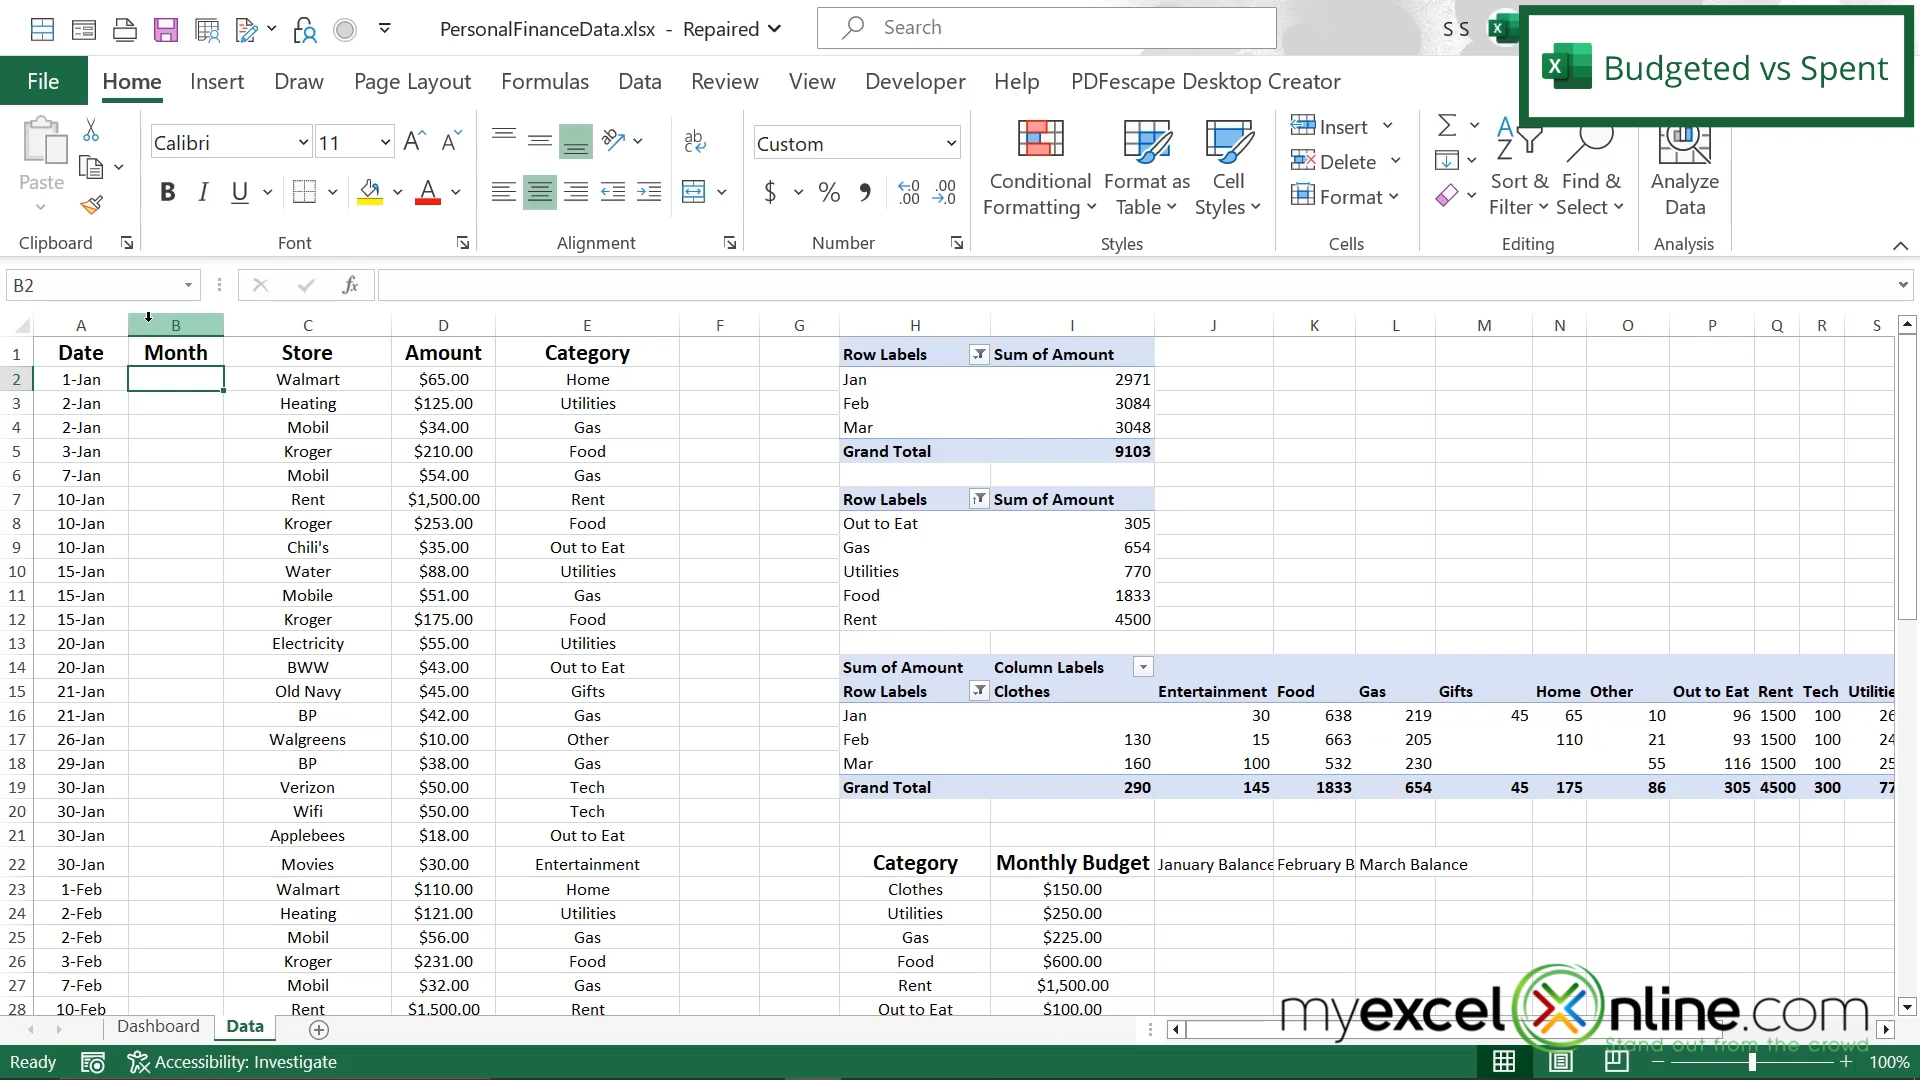 PersonalFinanceData.xlsx - Repaired
Search
S S
Budgeted vs Spent
File Home Insert Draw Page Layout Formulas Data Review View Developer Help PDFescape Desktop Creator
Calibri 11 Custom
Paste
Conditional Formatting
Format as Table
Cell Styles
Insert
Delete
Format
Sort & Filter
Find & Select
Analyze Data
Clipboard Font Alignment Number Styles Cells Editing Analysis
B2
fx
A B C D E F G H I J K L M N O P Q R S
1 Date Month Store Amount Category Row Labels Sum of Amount
2 1-Jan Walmart $65.00 Home Jan 2971
3 2-Jan Heating $125.00 Utilities Feb 3084
4 2-Jan Mobil $34.00 Gas Mar 3048
5 3-Jan Kroger $210.00 Food Grand Total 9103
6 7-Jan Mobil $54.00 Gas
7 10-Jan Rent $1,500.00 Rent Row Labels Sum of Amount
8 10-Jan Kroger $253.00 Food Out to Eat 305
9 10-Jan Chili's $35.00 Out to Eat Gas 654
10 15-Jan Water $88.00 Utilities Utilities 770
11 15-Jan Mobile $51.00 Gas Food 1833
12 15-Jan Kroger $175.00 Food Rent 4500
13 20-Jan Electricity $55.00 Utilities
14 20-Jan BWW $43.00 Out to Eat Sum of Amount Column Labels
15 21-Jan Old Navy $45.00 Gifts Row Labels Clothes Entertainment Food Gas Gifts Home Other Out to Eat Rent Tech Utilitie
16 21-Jan BP $42.00 Gas Jan 30 638 219 45 65 10 96 1500 100 26
17 26-Jan Walgreens $10.00 Other Feb 130 15 663 205 110 21 93 1500 100 24
18 29-Jan BP $38.00 Gas Mar 160 100 532 230 55 116 1500 100 25
19 30-Jan Verizon $50.00 Tech Grand Total 290 145 1833 654 45 175 86 305 4500 300 77
20 30-Jan Wifi $50.00 Tech
21 30-Jan Applebees $18.00 Out to Eat
22 30-Jan Movies $30.00 Entertainment Category Monthly Budget January Balance February B March Balance
23 1-Feb Walmart $110.00 Home Clothes $150.00
24 2-Feb Heating $121.00 Utilities Utilities $250.00
25 2-Feb Mobil $56.00 Gas Gas $225.00
26 3-Feb Kroger $231.00 Food Food $600.00
27 7-Feb Mobil $32.00 Gas Rent $1,500.00
28 10-Feb Rent $1,500.00 Rent Out to Eat $100.00
myexcelonline.com
Stand out from the crowd
Dashboard Data
Ready Accessibility: Investigate 100%